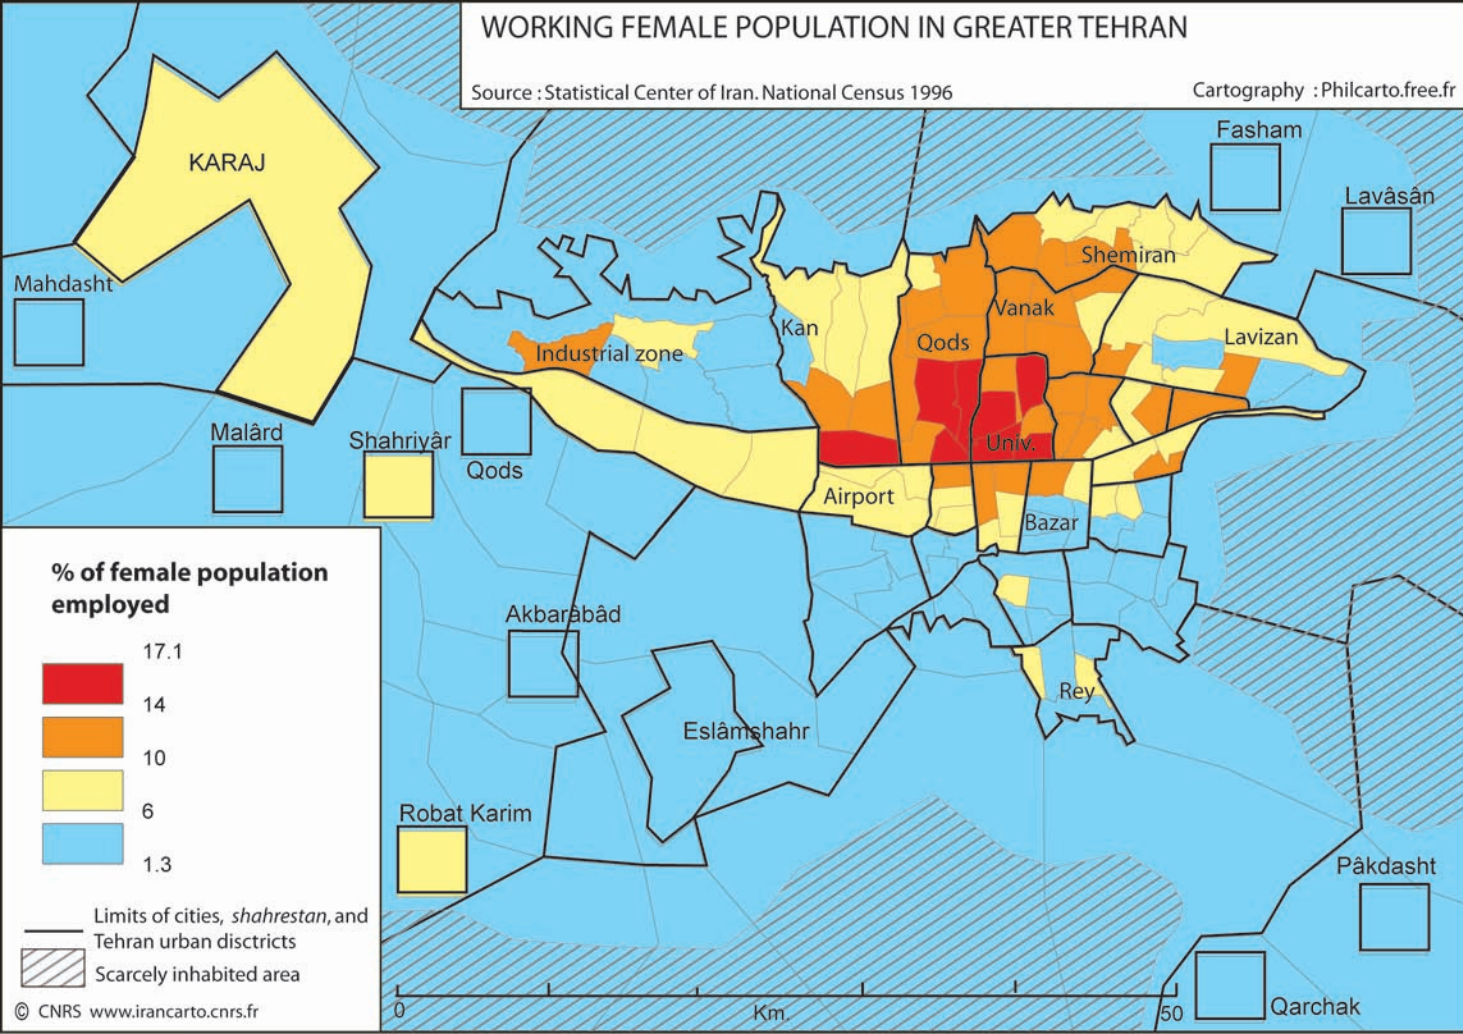 WORKING FEMALE POPULATION IN GREATER TEHRAN
Source : Statistical Center of Iran. National Census 1996
Cartography : Philcarto.free.fr
Fasham
KARAJ
Lavâsân
Shemiran
Mahdasht
Vanak
Kan
Lavizan
Qods
Industrial zone
Malârd
Shahriyâr
Univ.
Qods
Airport
Bazar
% of female population
employed
17.1
14
10
6
1.3
Akbarâbâd
Rey
Eslâmshahr
Robat Karim
Pâkdasht
Limits of cities, shahrestan, and
Tehran urban disctricts
Scarcely inhabited area
© CNRS www.irancarto.cnrs.fr
0
Km.
50
Qarchak